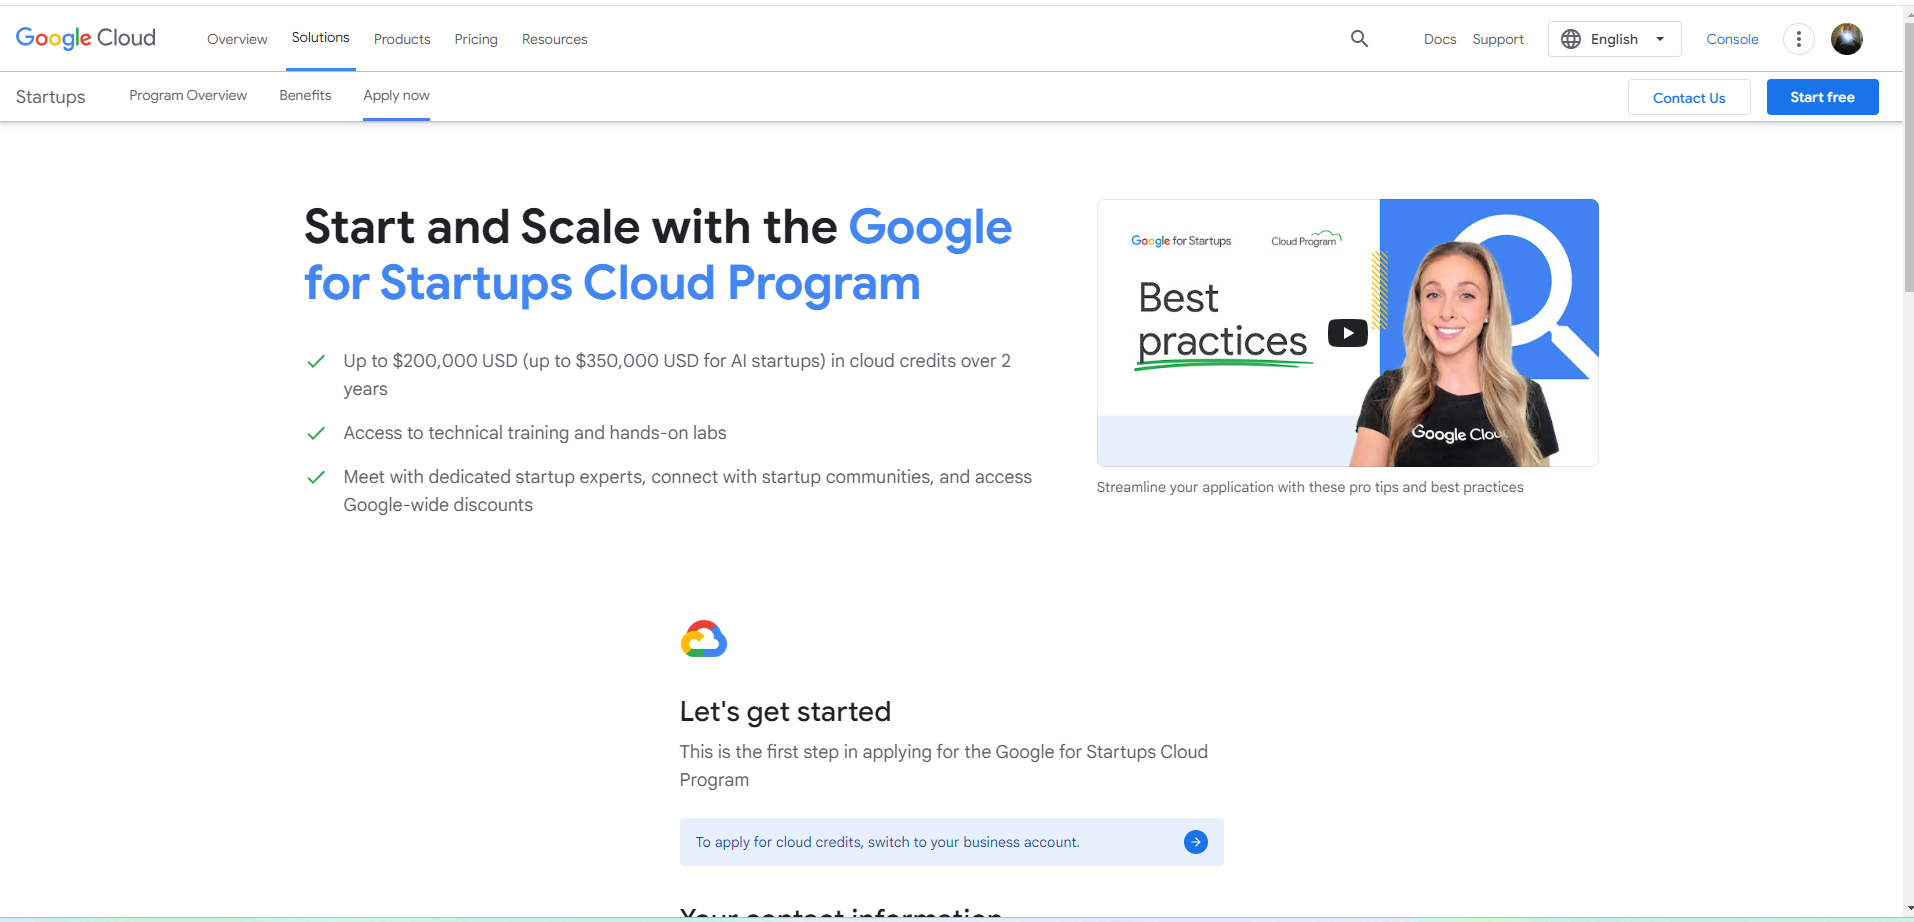 Google Cloud
Overview
Solutions
Products
Pricing
Resources
Docs
Support
English
Console
Startups
Program Overview
Benefits
Apply now
Contact Us
Start free
Start and Scale with the Google
for Startups Cloud Program
Up to $200,000 USD (up to $350,000 USD for AI startups) in cloud credits over 2
years
Access to technical training and hands-on labs
Meet with dedicated startup experts, connect with startup communities, and access
Google-wide discounts
Google for Startups
Cloud Program
Best
practices
Google Clou
Streamline your application with these pro tips and best practices
Let's get started
This is the first step in applying for the Google for Startups Cloud
Program
To apply for cloud credits, switch to your business account.
Your contact information